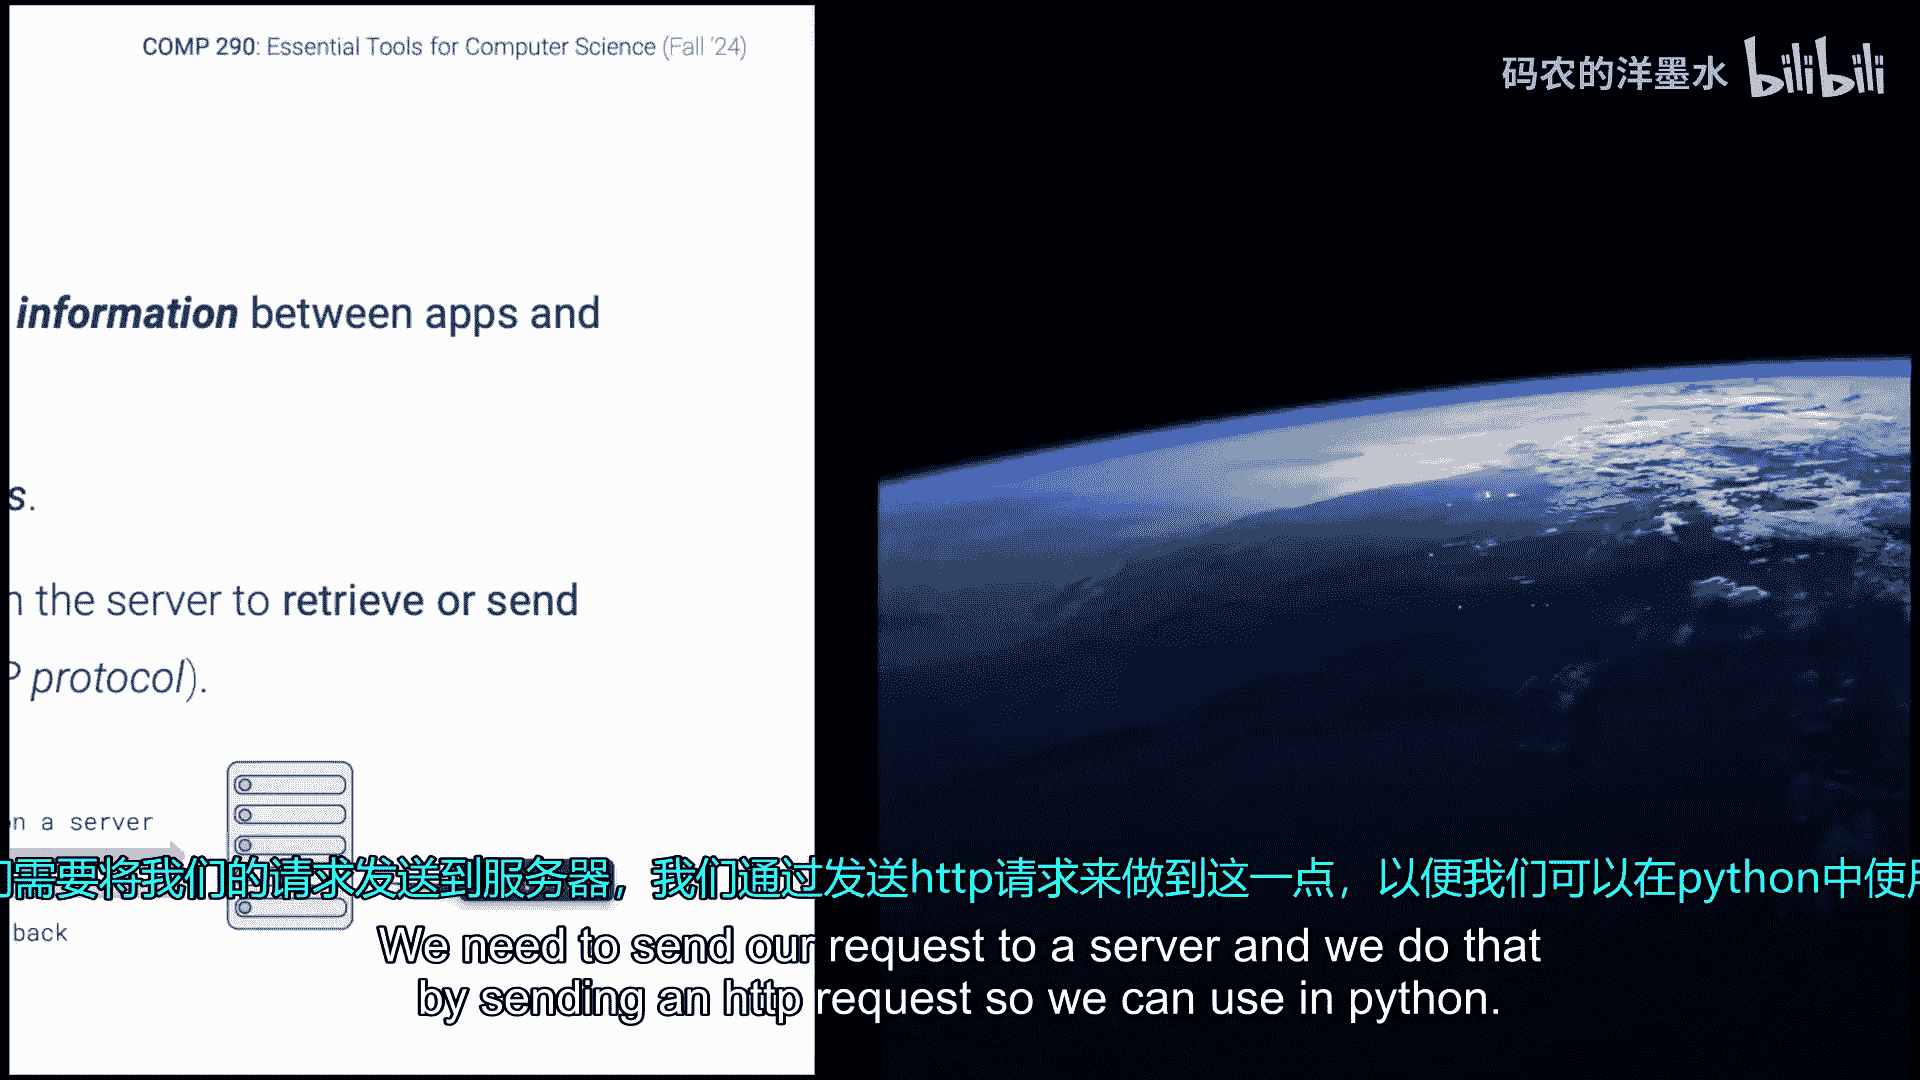 COMP 290: Essential Tools for Computer Science (Fall '24)
码农的洋墨水 bilibili
information between apps and
s.
the server to retrieve or send
protocol).
on a server
back
需要将我们的请求发送到服务器，我们通过发送http请求来做到这一点，以便我们可以在python中使
We need to send our request to a server and we do that
by sending an http request so we can use in python.